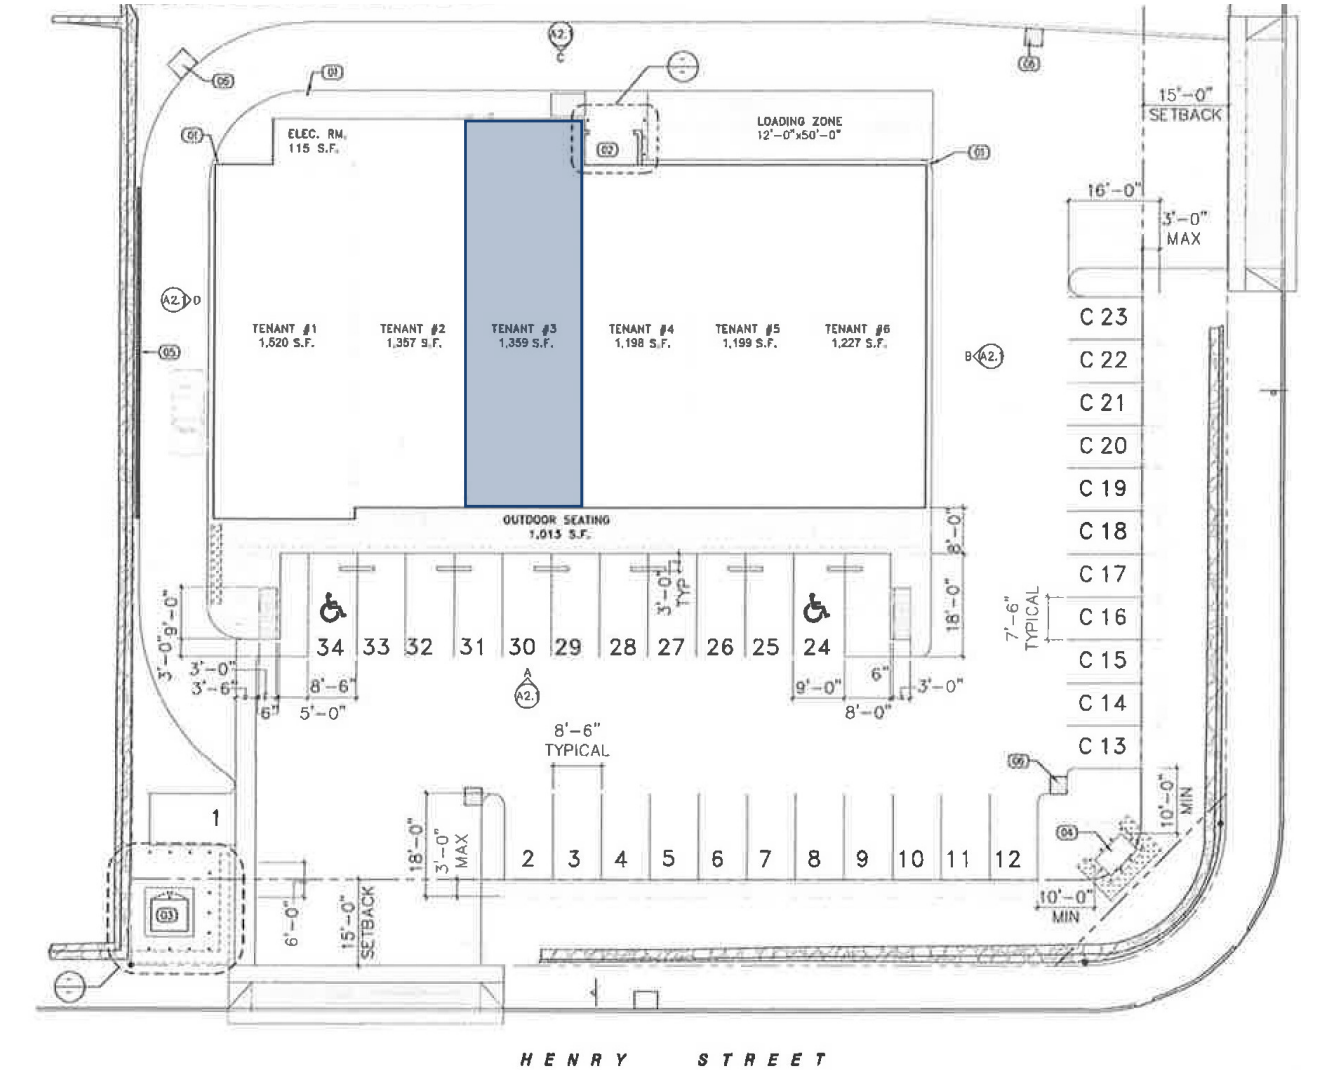 A2.1
C
05
01
06
15'-0"
SETBACK
01
ELEC. RM.
115 S.F.
02
LOADING ZONE
12'-0"x50'-0"
01
16'-0"
3'-0"
MAX
A2.1 D
TENANT #1
1,520 S.F.
TENANT #2
1,357 S.F.
TENANT #3
1,359 S.F.
TENANT #4
1,198 S.F.
TENANT #5
1,199 S.F.
TENANT #6
1,227 S.F.
B A2.1
05
C 23
C 22
C 21
C 20
C 19
C 18
C 17
C 16
C 15
C 14
C 13
7'-6"
TYPICAL
OUTDOOR SEATING
1,013 S.F.
8'-0"
18'-0"
3'-0"
TYP
9'-0"
3'-0"
34 33 32 31 30 29 28 27 26 25 24
3'-0"
3'-6"
6"
8'-6"
5'-0"
A
A2.1
9'-0"
8'-0"
6"
3'-0"
8'-6"
TYPICAL
06
1
18'-0"
3'-0"
MAX
2 3 4 5 6 7 8 9 10 11 12
04
10'-0"
MIN
10'-0"
MIN
03
6'-0"
15'-0"
SETBACK
HENRY STREET